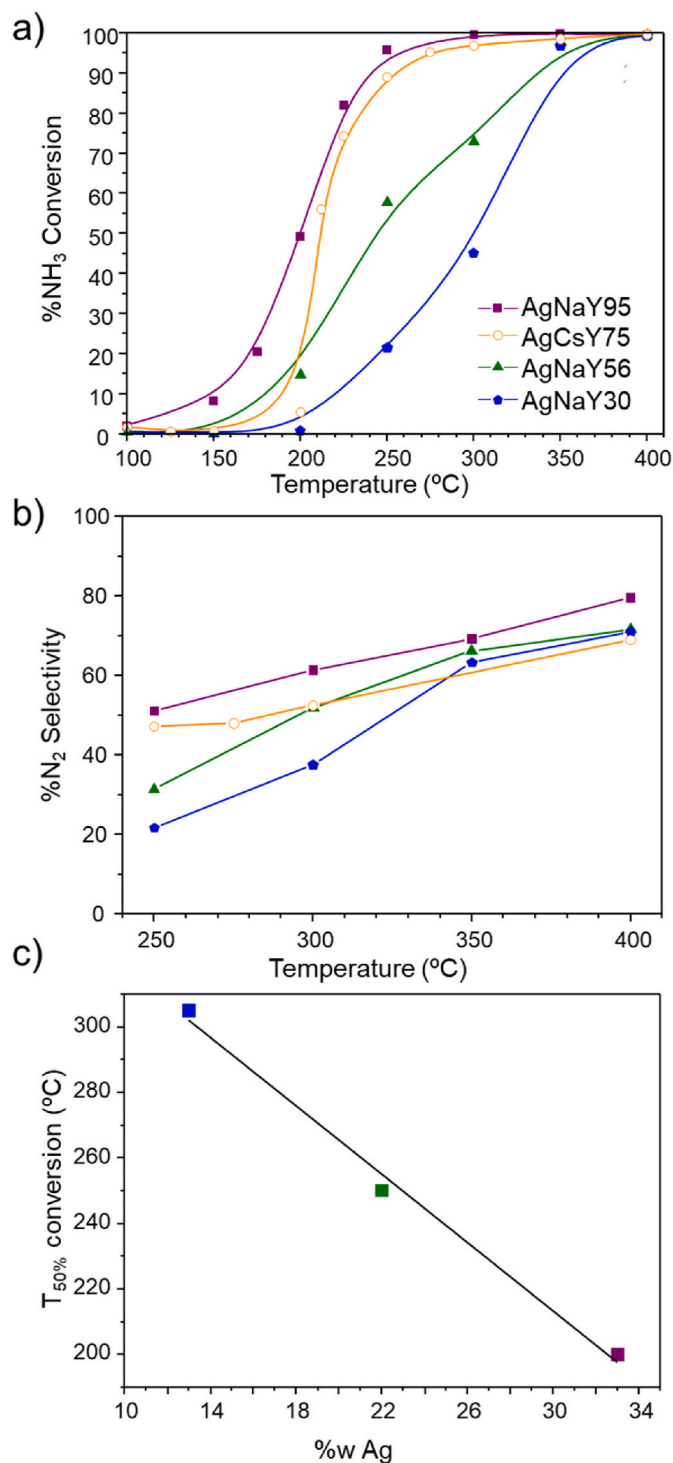 a)
100
90
80
70
60
50
40
30
20
10
0
%NH₃ Conversion
AgNaY95
AgCsY75
AgNaY56
AgNaY30
100 150 200 250 300 350 400
Temperature (ºC)
b)
100
80
60
40
20
0
%N₂ Selectivity
250 300 350 400
Temperature (ºC)
c)
300
280
260
240
220
200
T₅₀% conversion (ºC)
10 14 18 22 26 30 34
%w Ag